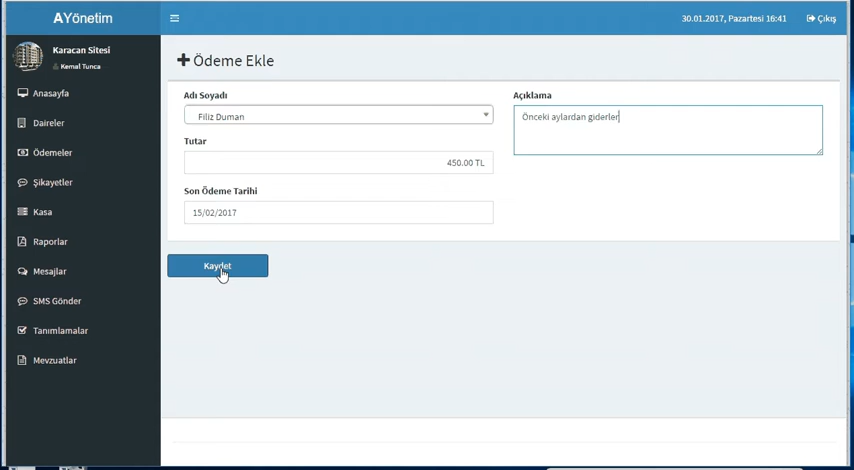 AYönetim
30.01.2017, Pazartesi 16:41
Çıkış
Karacan Sitesi
Kemal Tunca
Anasayfa
Daireler
Ödemeler
Şikayetler
Kasa
Raporlar
Mesajlar
SMS Gönder
Tanımlamalar
Mevzuatlar
Ödeme Ekle
Adı Soyadı
Filiz Duman
Tutar
450.00 TL
Son Ödeme Tarihi
15/02/2017
Açıklama
Önceki aylardan giderler
Kaydet